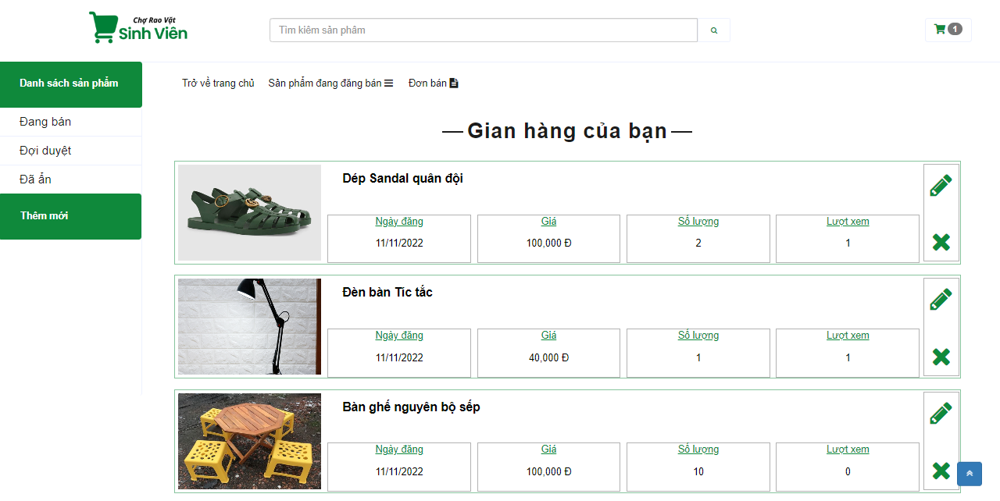 Chợ Rao Vặt
Sinh Viên
Tìm kiếm sản phẩm
1
Danh sách sản phẩm
Đang bán
Đợi duyệt
Đã ẩn
Thêm mới
Trở về trang chủ Sản phẩm đang đăng bán Đơn bán
Gian hàng của bạn
Dép Sandal quân đội
Ngày đăng Giá Số lượng Lượt xem
11/11/2022 100,000 Đ 2 1
Đèn bàn Tíc tắc
Ngày đăng Giá Số lượng Lượt xem
11/11/2022 40,000 Đ 1 1
Bàn ghế nguyên bộ sếp
Ngày đăng Giá Số lượng Lượt xem
11/11/2022 100,000 Đ 10 0